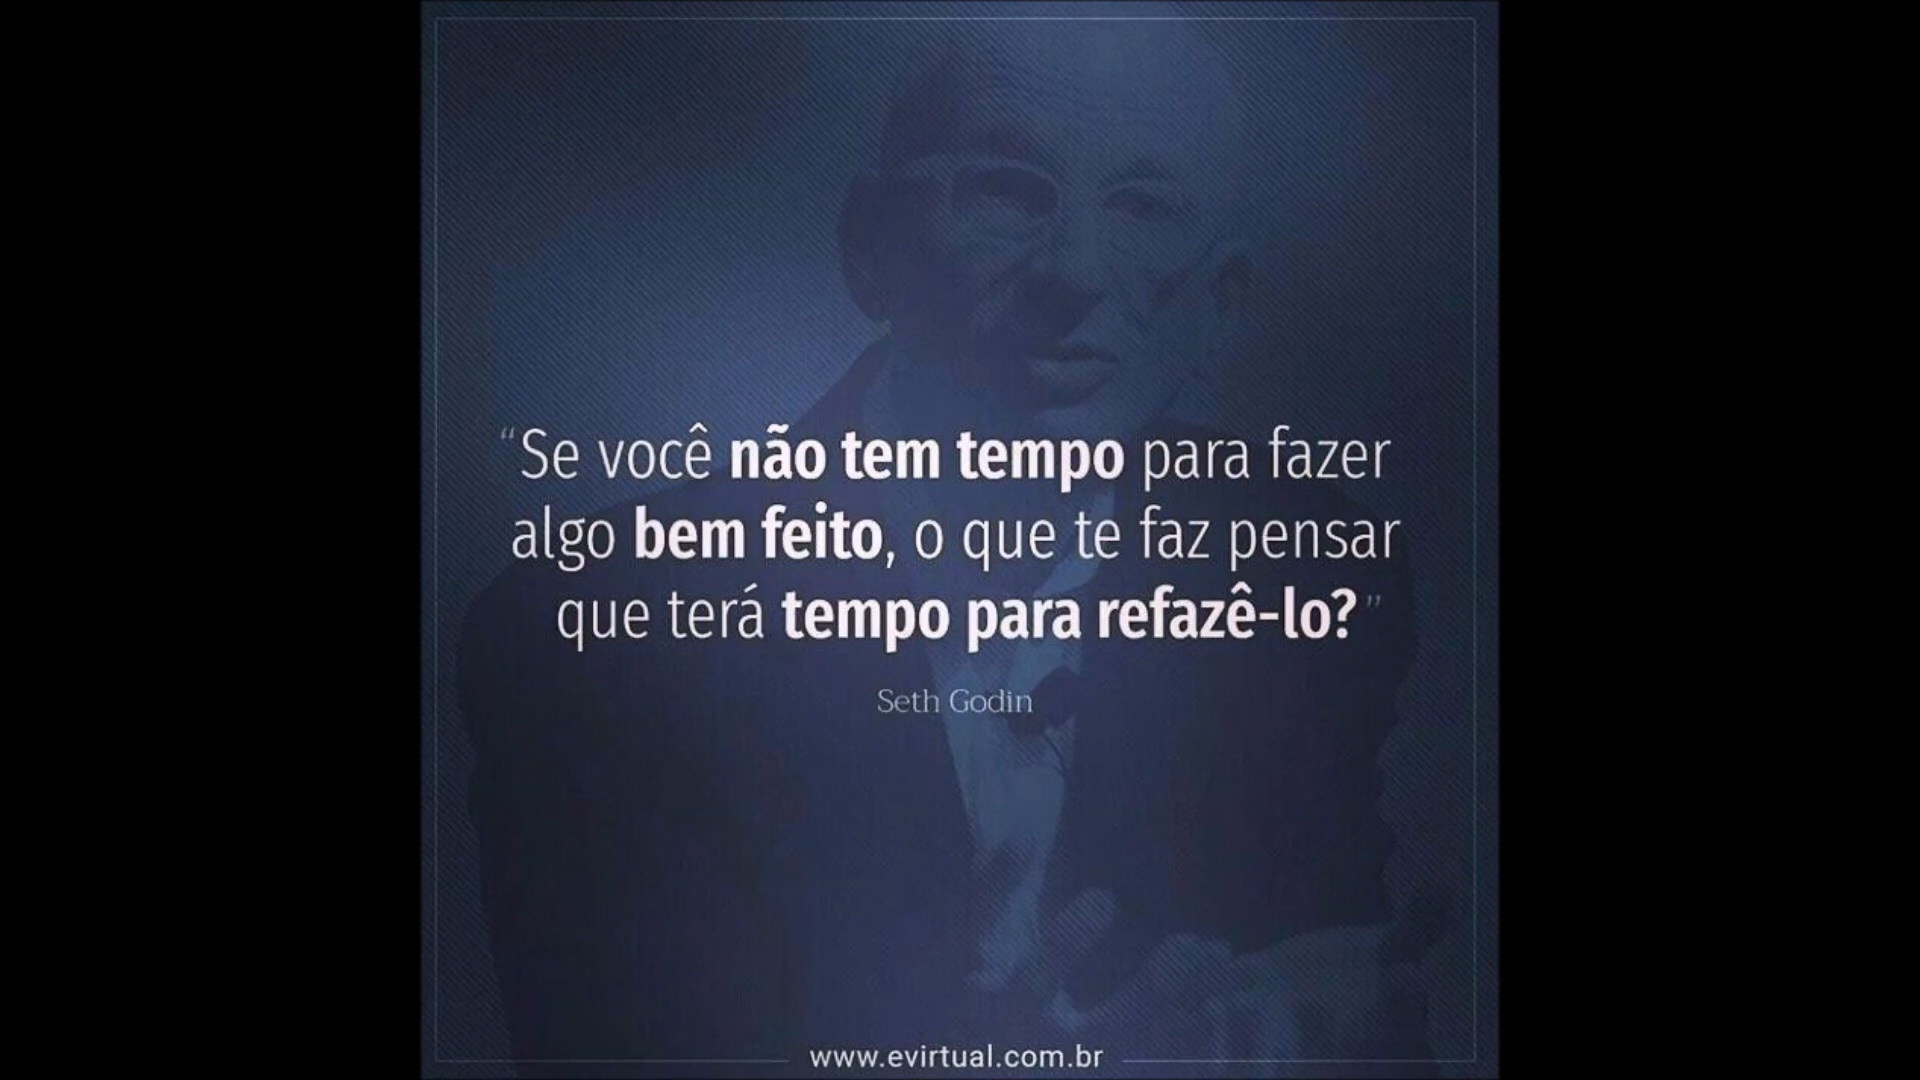 “Se você não tem tempo para fazer
algo bem feito, o que te faz pensar
que terá tempo para refazê-lo?”
Seth Godin
www.evirtual.com.br